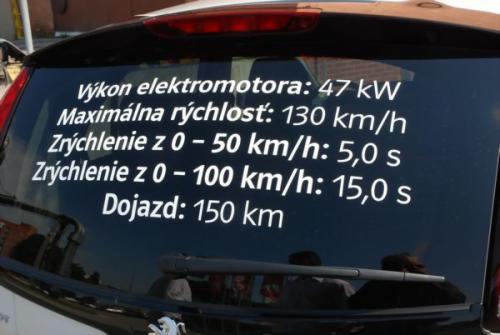 Výkon elektromotora: 47 kW
Maximálna rýchlosť: 130 km/h
Zrýchlenie z 0 – 50 km/h: 5,0 s
Zrýchlenie z 0 – 100 km/h: 15,0 s
Dojazd: 150 km